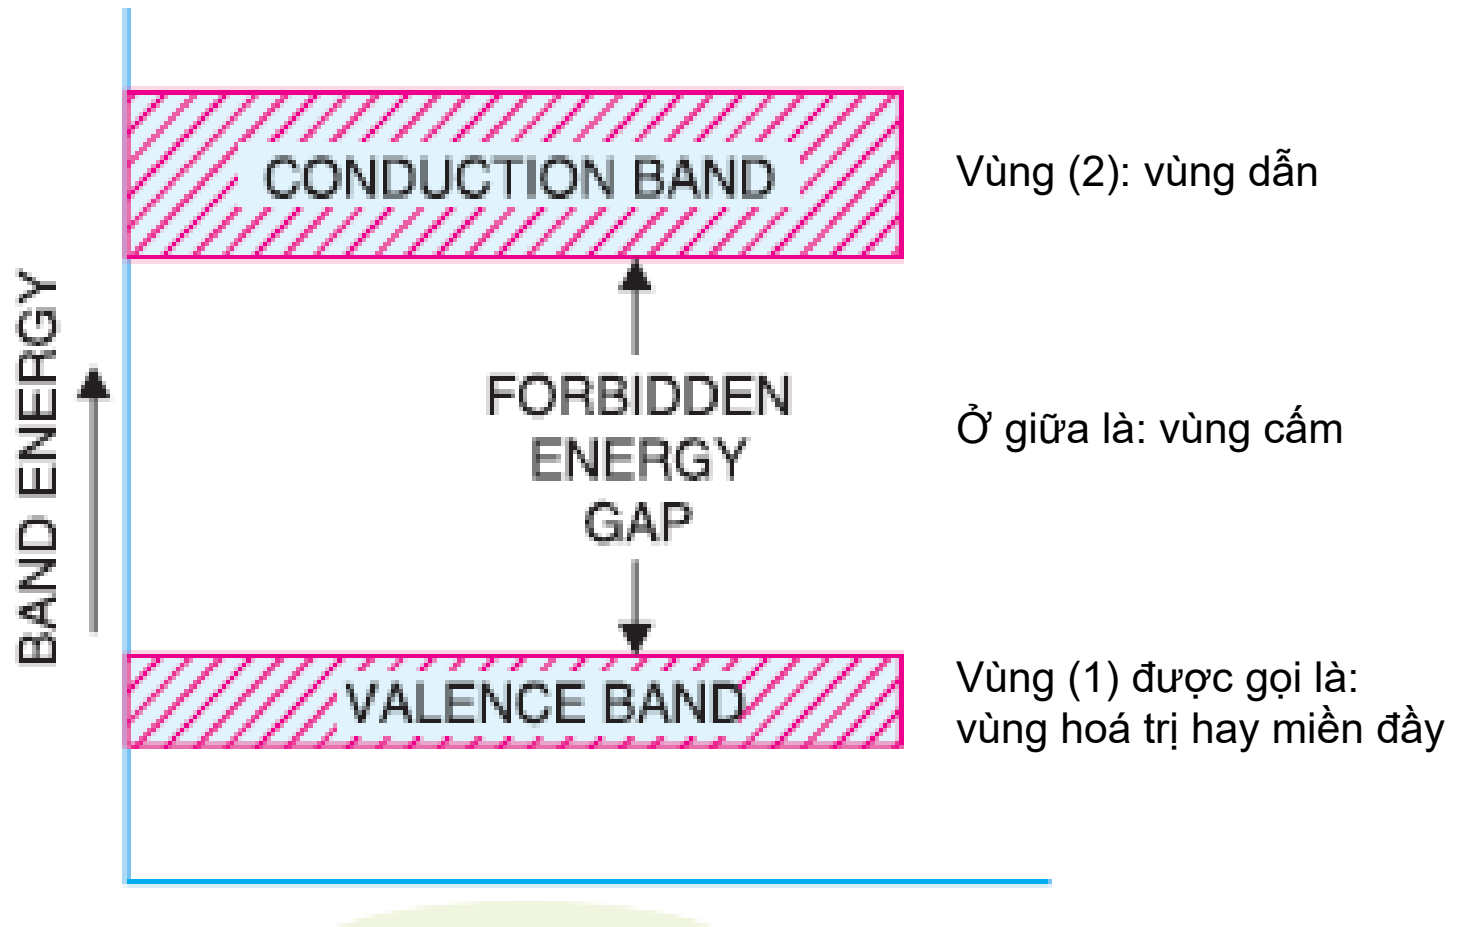 CONDUCTION BAND
Vùng (2): vùng dẫn
BAND ENERGY
FORBIDDEN
ENERGY
GAP
Ở giữa là: vùng cấm
VALENCE BAND
Vùng (1) được gọi là:
vùng hoá trị hay miền đầy